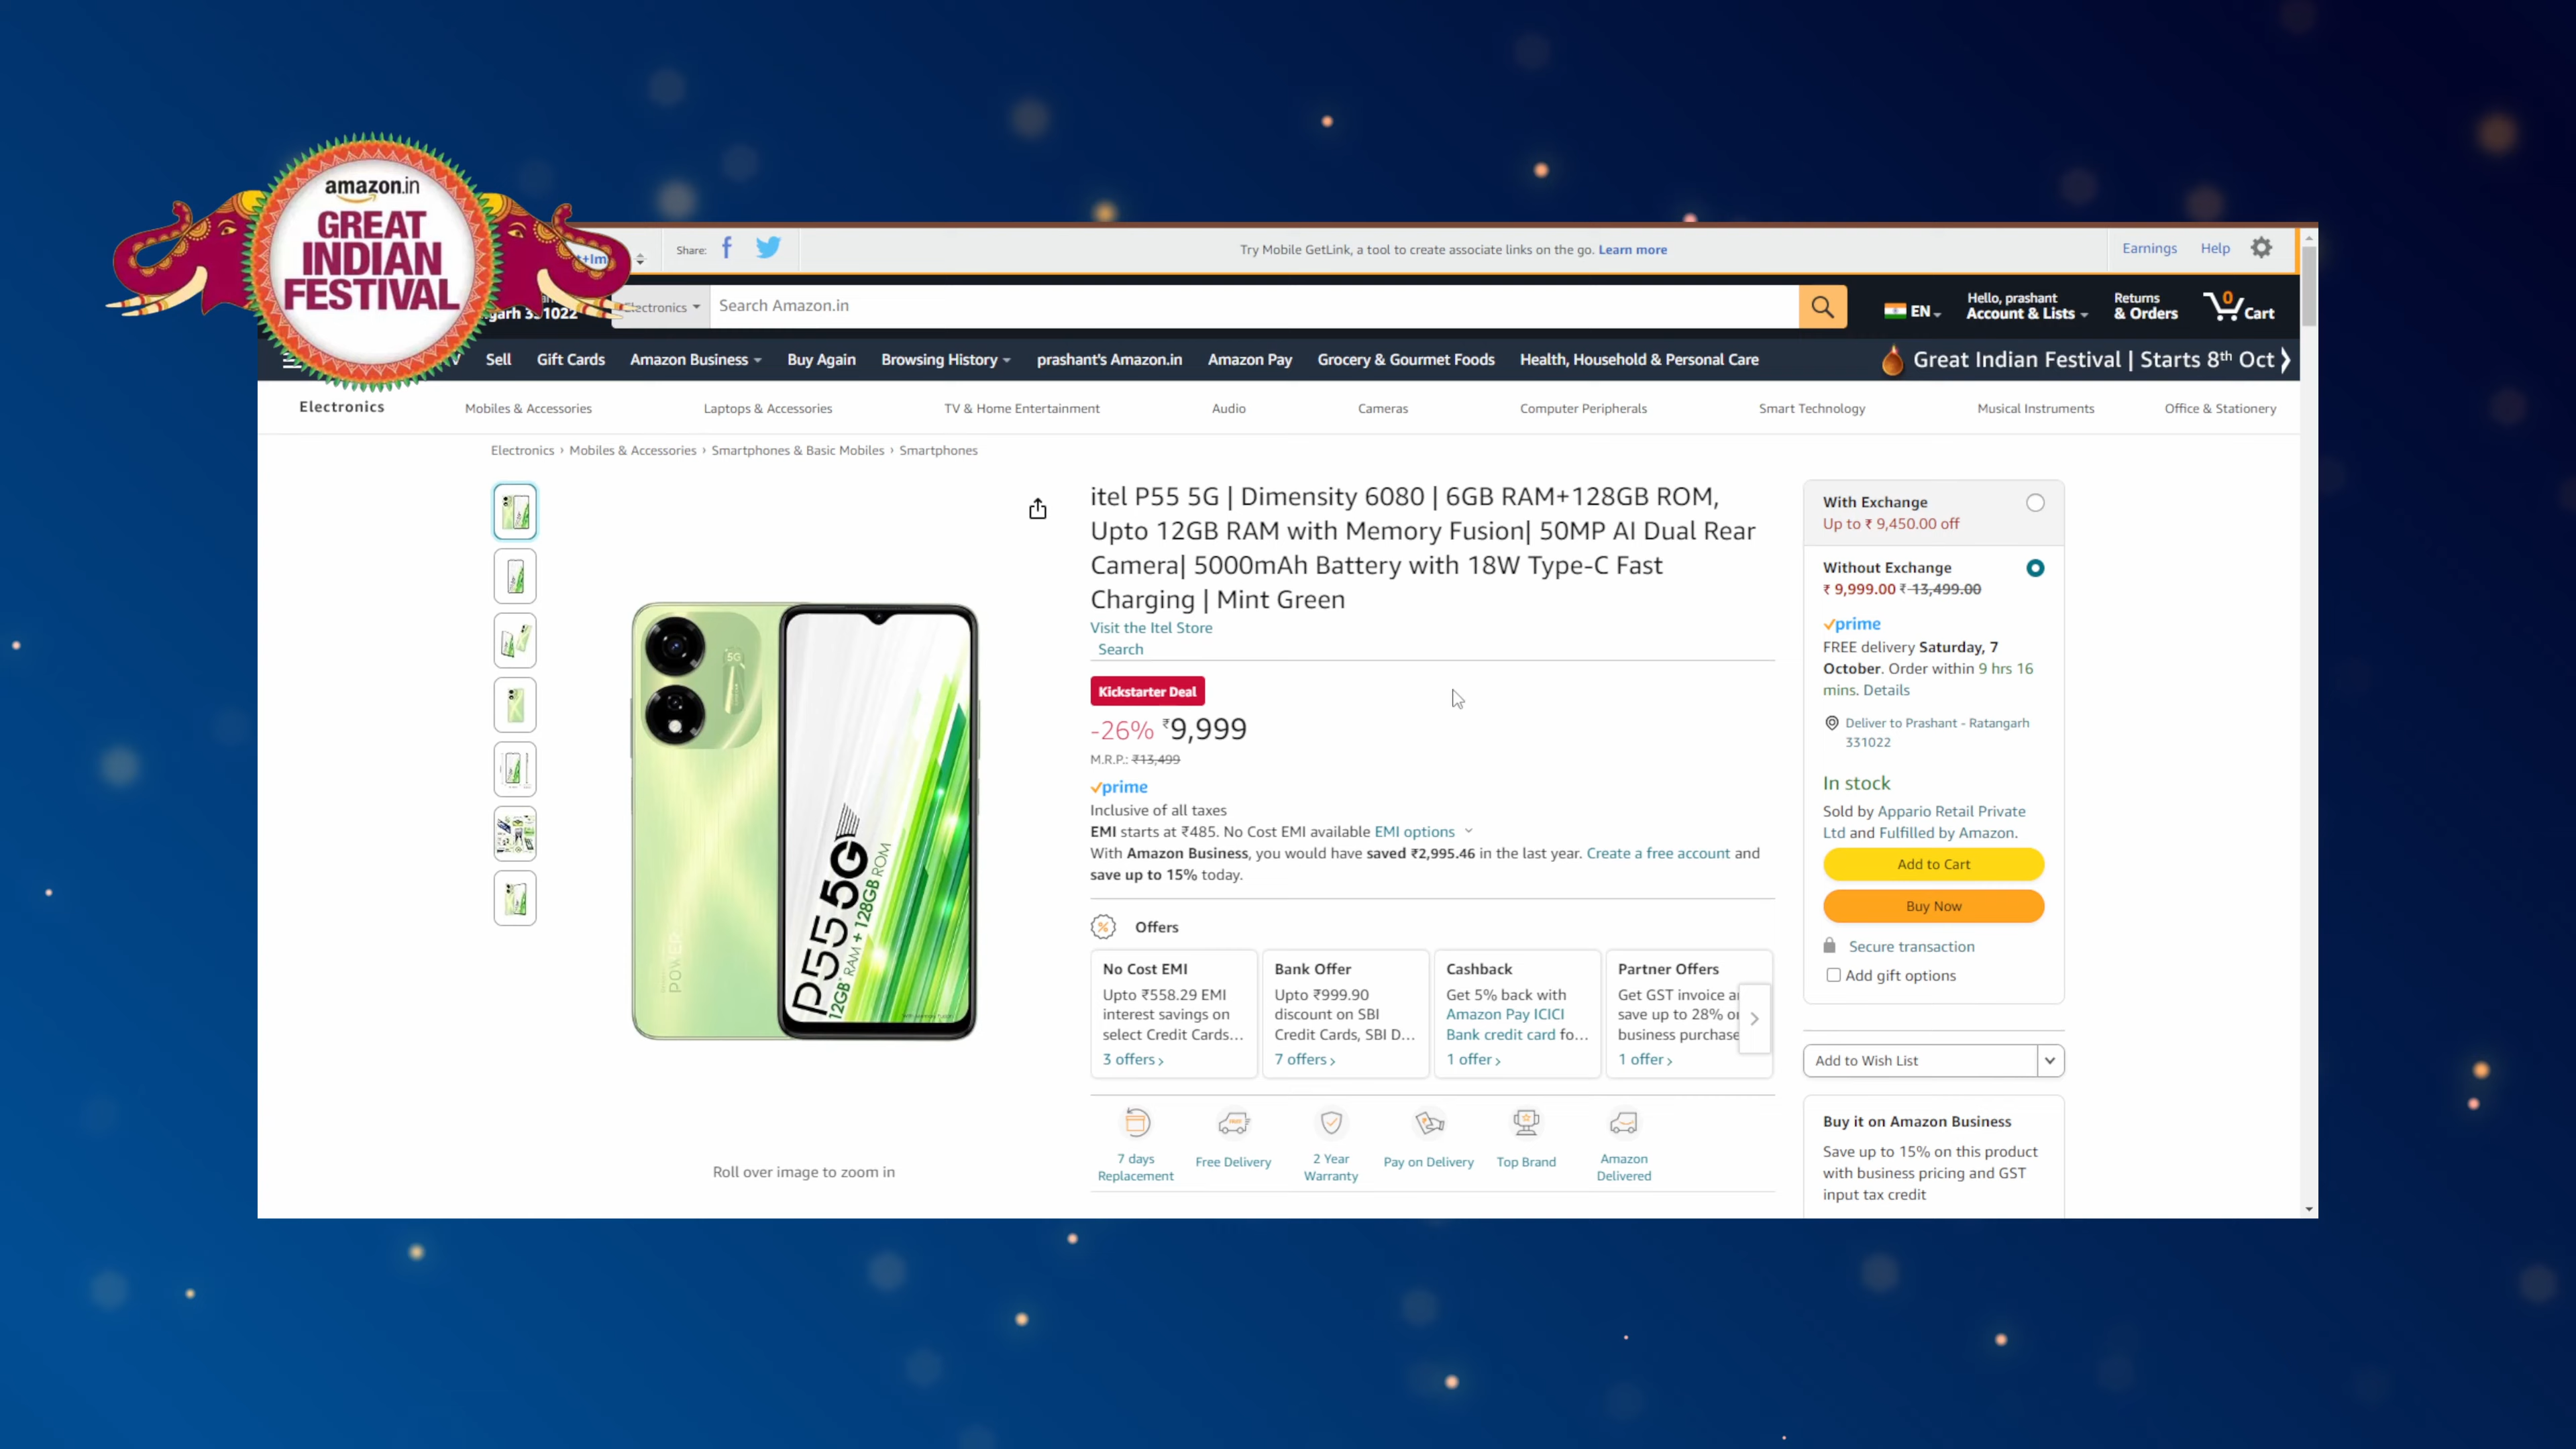 amazon.in
GREAT
INDIAN
FESTIVAL
t+Im
Share:
Try Mobile GetLink, a tool to create associate links on the go. Learn more
Earnings
Help
garh 331022
Electronics
Search Amazon.in
EN
Hello, prashant
Account & Lists
Returns
& Orders
0
Cart
Sell
Gift Cards
Amazon Business
Buy Again
Browsing History
prashant's Amazon.in
Amazon Pay
Grocery & Gourmet Foods
Health, Household & Personal Care
Great Indian Festival | Starts 8th Oct
Electronics
Mobiles & Accessories
Laptops & Accessories
TV & Home Entertainment
Audio
Cameras
Computer Peripherals
Smart Technology
Musical Instruments
Office & Stationery
Electronics › Mobiles & Accessories › Smartphones & Basic Mobiles › Smartphones
5G
POWER
P55 5G
12GB* RAM + 128GB ROM
Roll over image to zoom in
itel P55 5G | Dimensity 6080 | 6GB RAM+128GB ROM,
Upto 12GB RAM with Memory Fusion| 50MP AI Dual Rear
Camera| 5000mAh Battery with 18W Type-C Fast
Charging | Mint Green
Visit the Itel Store
Search
Kickstarter Deal
-26% ₹9,999
M.R.P.: ₹13,499
prime
Inclusive of all taxes
EMI starts at ₹485. No Cost EMI available EMI options
With Amazon Business, you would have saved ₹2,995.46 in the last year. Create a free account and
save up to 15% today.
Offers
No Cost EMI
Upto ₹558.29 EMI
interest savings on
select Credit Cards...
3 offers ›
Bank Offer
Upto ₹999.90
discount on SBI
Credit Cards, SBI D...
7 offers ›
Cashback
Get 5% back with
Amazon Pay ICICI
Bank credit card fo...
1 offer ›
Partner Offers
Get GST invoice a
save up to 28% o
business purchase
1 offer ›
7 days
Replacement
Free Delivery
2 Year
Warranty
Pay on Delivery
Top Brand
Amazon
Delivered
With Exchange
Up to ₹ 9,450.00 off
Without Exchange
₹ 9,999.00 ₹ 13,499.00
prime
FREE delivery Saturday, 7
October. Order within 9 hrs 16
mins. Details
Deliver to Prashant - Ratangarh
331022
In stock
Sold by Appario Retail Private
Ltd and Fulfilled by Amazon.
Add to Cart
Buy Now
Secure transaction
Add gift options
Add to Wish List
Buy it on Amazon Business
Save up to 15% on this product
with business pricing and GST
input tax credit